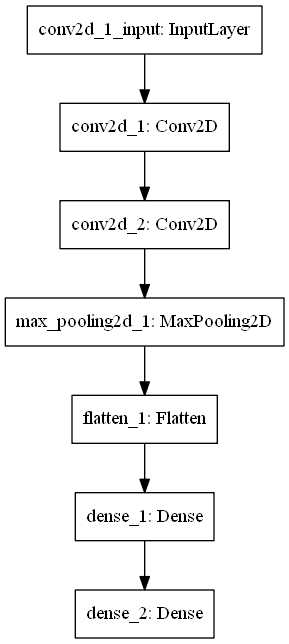 conv2d_1_input: InputLayer
conv2d_1: Conv2D
conv2d_2: Conv2D
max_pooling2d_1: MaxPooling2D
flatten_1: Flatten
dense_1: Dense
dense_2: Dense